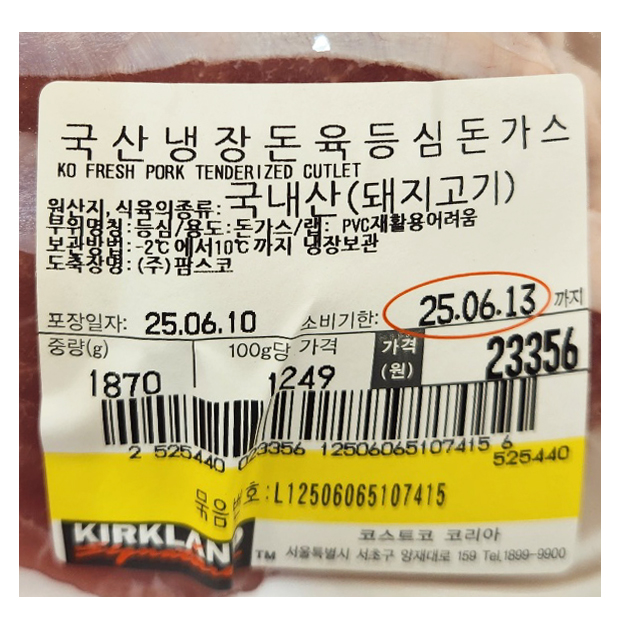 국산냉장돈육등심돈가스
KO FRESH PORK TENDERIZED CUTLET
원산지,식육의종류:국내산(돼지고기)
부위명칭:등심/용도:돈가스/랩: PVC재활용어려움
보관방법:-2℃에서10℃까지 냉장보관
도축장명:(주)팜스코
포장일자: 25.06.10 소비기한: 25.06.13 까지
중량(g) 100g당 가격 가격(원) 23356
1870 1249
2 525440 023356 12506065107415 6
525440
묶음번호:L12506065107415
KIRKLAND
Signature TM
코스트코 코리아
서울특별시 서초구 양재대로 159 Tel.1899-9900